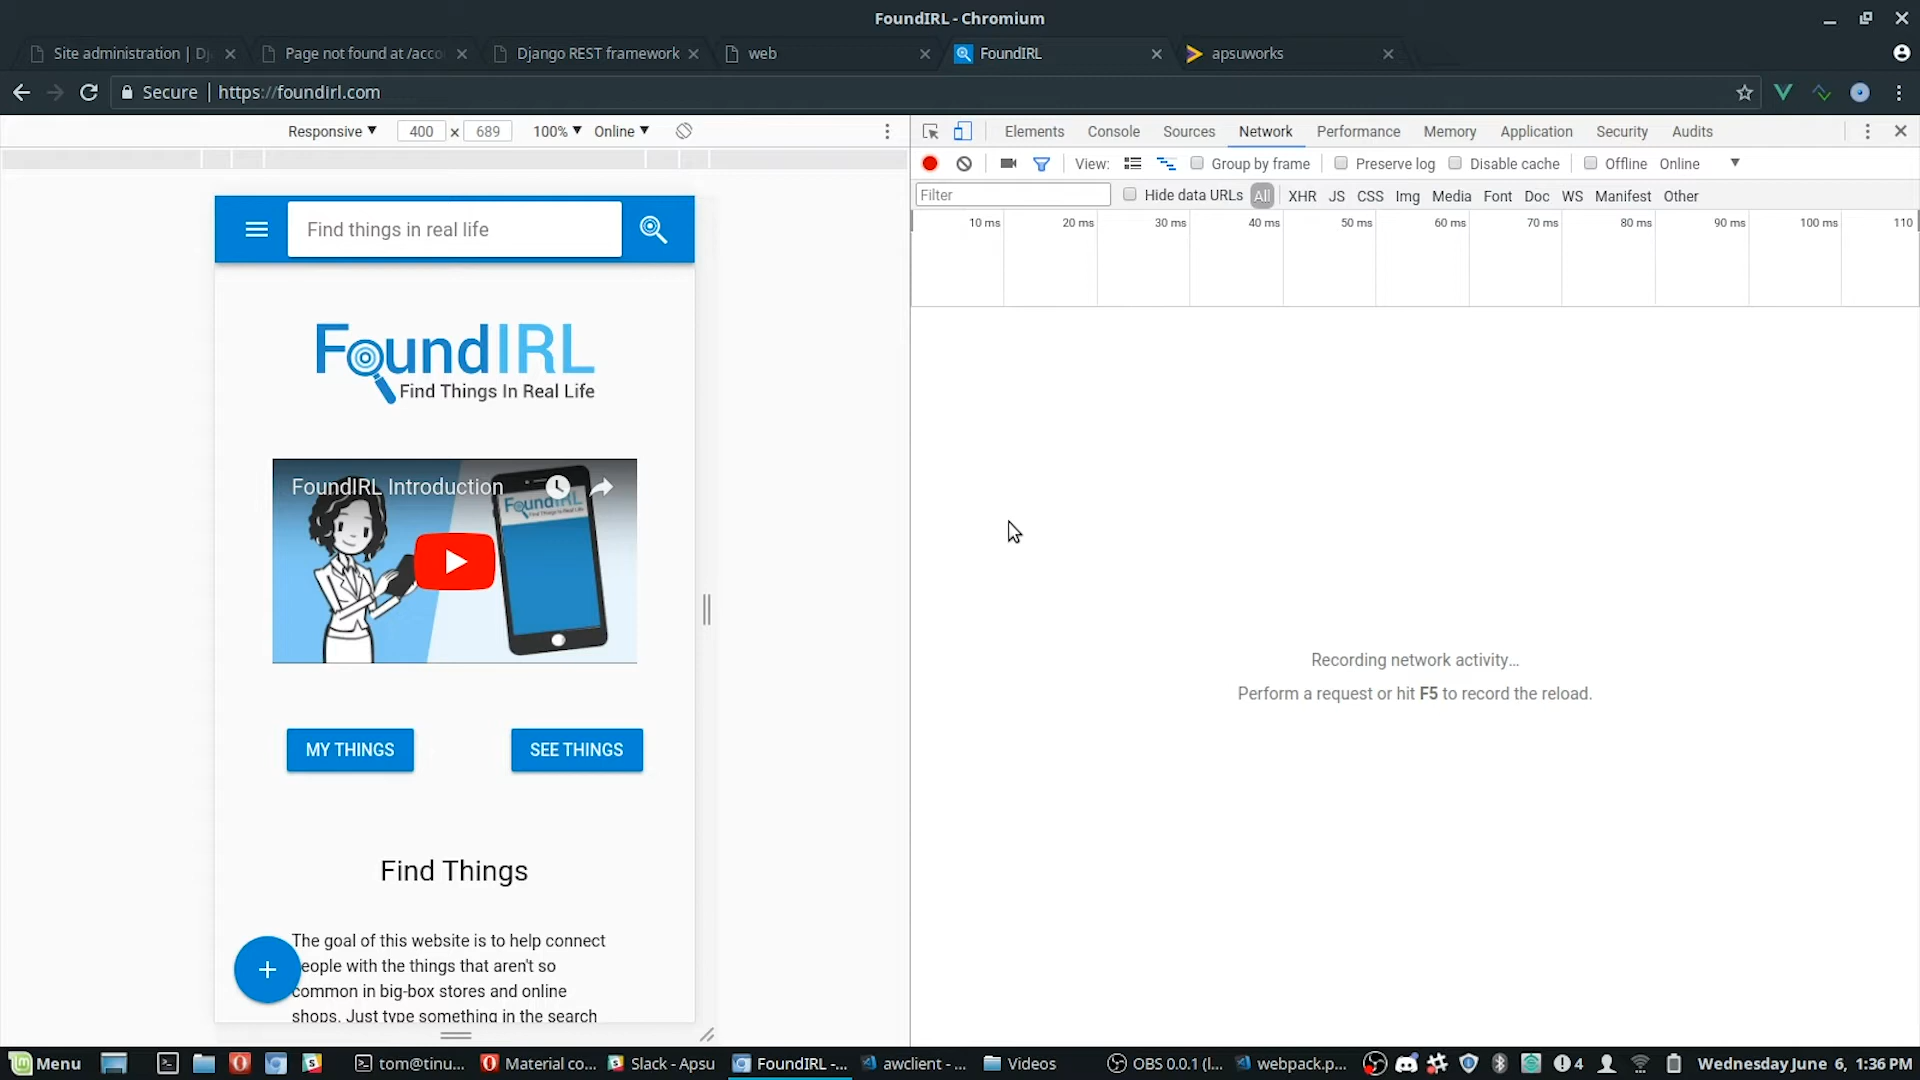 FoundIRL - Chromium
Site administration | Dj
Page not found at /acco
Django REST framework
web
FoundIRL
apsuworks
Secure | https://foundirl.com
Responsive 400 x 689 100% Online
Elements Console Sources Network Performance Memory Application Security Audits
View: Group by frame Preserve log Disable cache Offline Online
Filter Hide data URLs All XHR JS CSS Img Media Font Doc WS Manifest Other
10 ms 20 ms 30 ms 40 ms 50 ms 60 ms 70 ms 80 ms 90 ms 100 ms 110
Find things in real life
FoundIRL
Find Things In Real Life
FoundIRL Introduction
FoundIRL
Find Things In Real Life
Recording network activity…
Perform a request or hit F5 to record the reload.
MY THINGS SEE THINGS
Find Things
The goal of this website is to help connect
people with the things that aren't so
common in big-box stores and online
shops. Just type something in the search
+
Menu tom@tinu... Material co... Slack - Apsu FoundIRL -... awclient - ... Videos OBS 0.0.1 (l... webpack.p... 4 Wednesday June 6, 1:36 PM